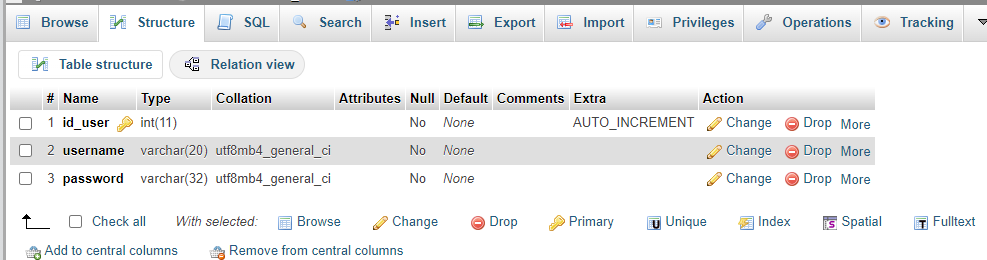 Browse Structure SQL Search Insert Export Import Privileges Operations Tracking
Table structure Relation view
# Name Type Collation Attributes Null Default Comments Extra Action
1 id_user int(11) No None AUTO_INCREMENT Change Drop More
2 username varchar(20) utf8mb4_general_ci No None Change Drop More
3 password varchar(32) utf8mb4_general_ci No None Change Drop More
Check all With selected: Browse Change Drop Primary Unique Index Spatial Fulltext
Add to central columns Remove from central columns